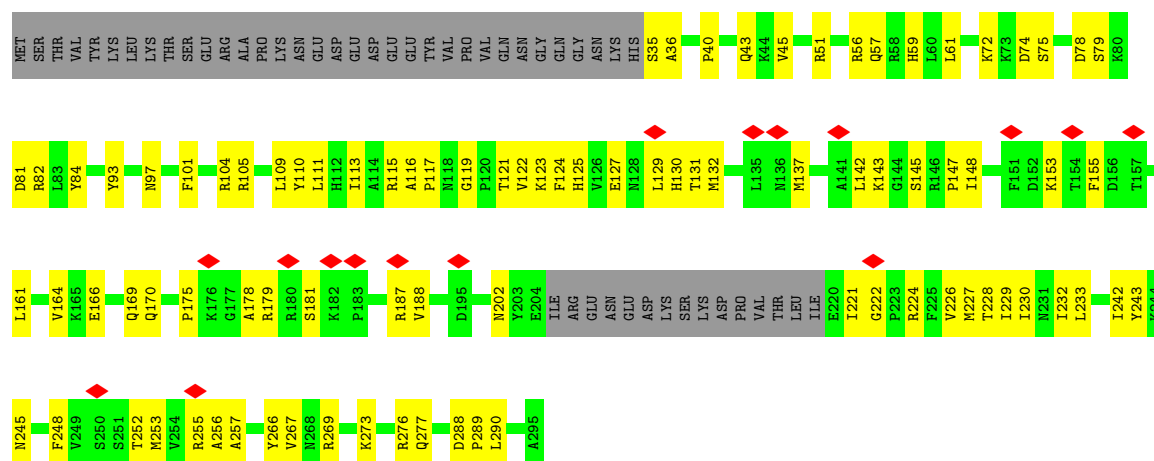 MET SER THR VAL TYR LYS LEU LYS THR SER GLU ARG ALA PRO LYS ASN GLU ASP GLU ASP GLU GLU TYR VAL PRO VAL GLN ASN GLY GLN GLY ASN LYS HIS S35 A36 P40 Q43 K44 V45 R51 R56 Q57 R58 H59 L60 L61 K72 K73 D74 S75 D78 S79 K80
D81 R82 L83 Y84 Y93 N97 F101 R104 R105 L109 Y110 L111 H112 I113 A114 R115 A116 P117 N118 G119 P120 T121 V122 K123 F124 H125 V126 E127 N128 L129 H130 T131 M132 L135 N136 M137 A141 L142 K143 G144 S145 R146 P147 I148 F151 D152 K153 T154 F155 D156 T157
L161 V164 K165 E166 Q169 Q170 P175 K176 G177 A178 R179 R180 S181 K182 P183 R187 V188 D195 N202 Y203 E204 ILE ARG GLU ASN GLU ASP LYS SER LYS ASP PRO VAL THR LEU ILE E220 I221 G222 P223 R224 F225 V226 M227 T228 I229 I230 N231 I232 L233 I242 Y243
N245 F248 V249 S250 S251 T252 M253 V254 R255 A256 A257 Y266 V267 N268 R269 K273 R276 Q277 D288 P289 L290 A295